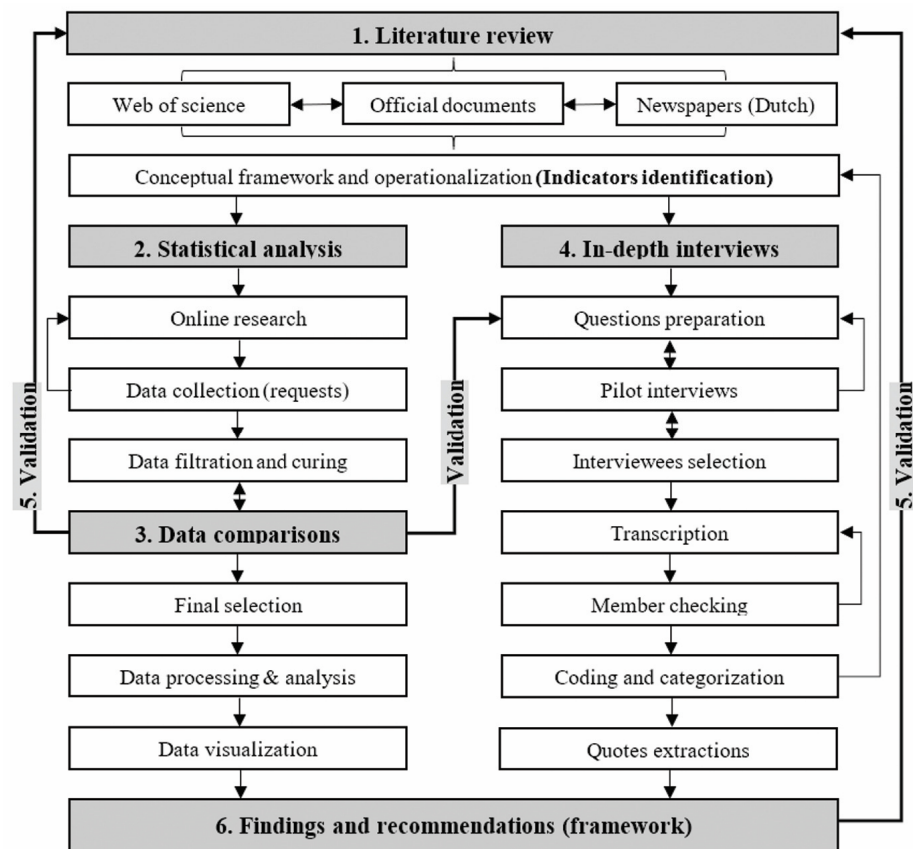 1. Literature review
Web of science
Official documents
Newspapers (Dutch)
Conceptual framework and operationalization (Indicators identification)
2. Statistical analysis
4. In-depth interviews
Online research
Questions preparation
Data collection (requests)
Pilot interviews
5. Validation
Validation
5. Validation
Data filtration and curing
Interviewees selection
3. Data comparisons
Transcription
Final selection
Member checking
Data processing & analysis
Coding and categorization
Data visualization
Quotes extractions
6. Findings and recommendations (framework)